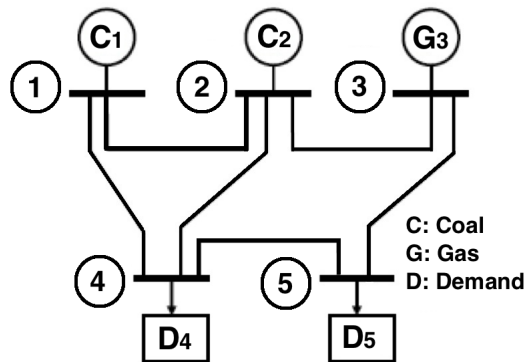 C1 C2 G3
1 2 3
C: Coal
G: Gas
4 5 D: Demand
D4 D5